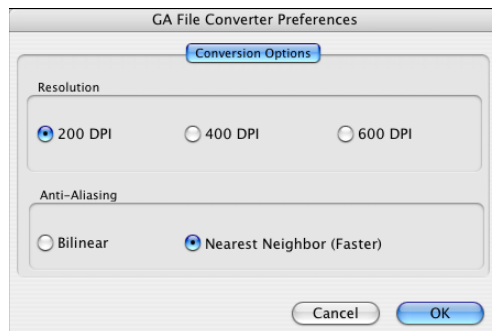 GA File Converter Preferences
Conversion Options
Resolution
200 DPI 400 DPI 600 DPI
Anti-Aliasing
Bilinear Nearest Neighbor (Faster)
Cancel OK